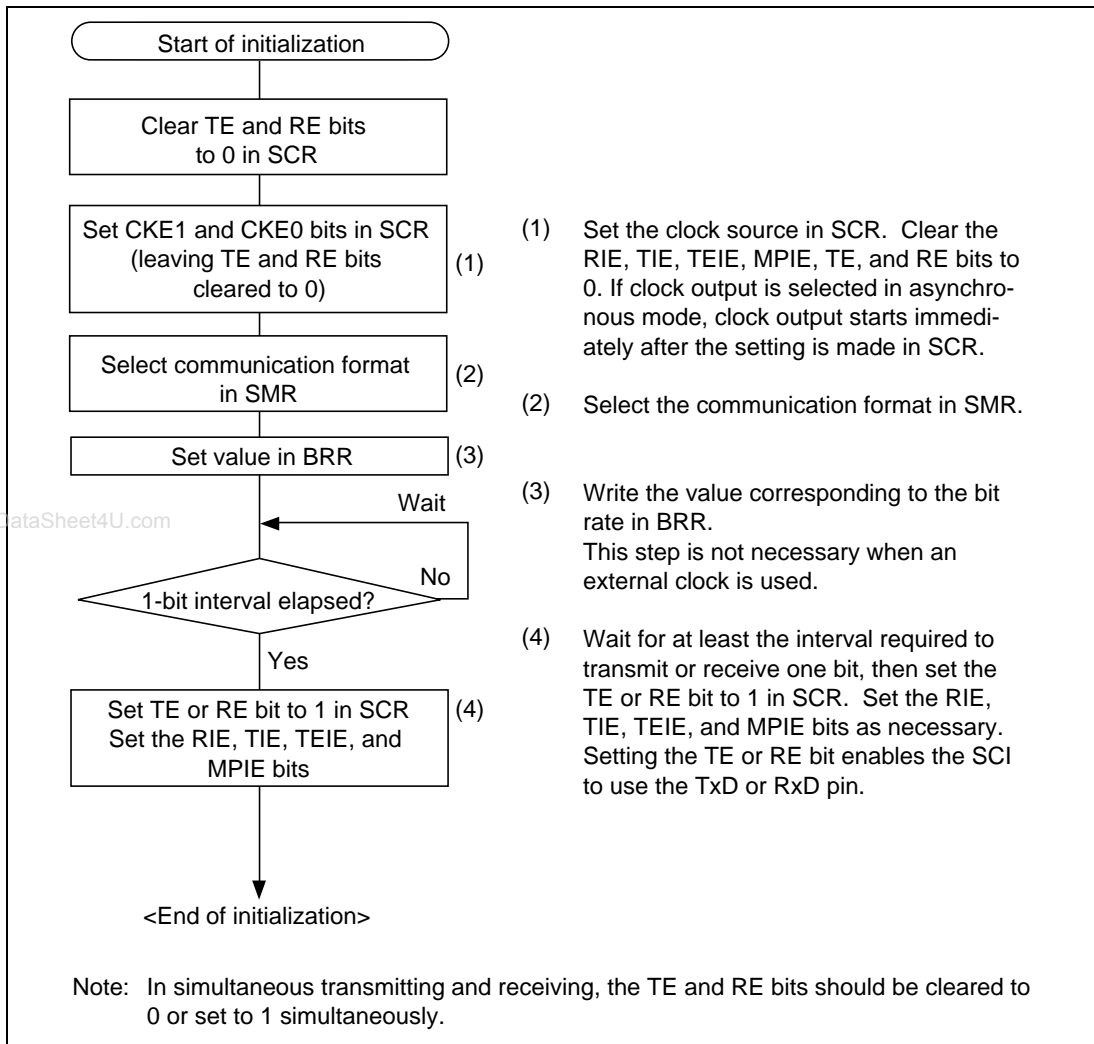 Start of initialization
Clear TE and RE bits
to 0 in SCR
Set CKE1 and CKE0 bits in SCR
(leaving TE and RE bits
cleared to 0)
(1)
Select communication format
in SMR
(2)
Set value in BRR
(3)
Wait
No
1-bit interval elapsed?
Yes
Set TE or RE bit to 1 in SCR
Set the RIE, TIE, TEIE, and
MPIE bits
(4)
<End of initialization>
(1) Set the clock source in SCR. Clear the
RIE, TIE, TEIE, MPIE, TE, and RE bits to
0. If clock output is selected in asynchro-
nous mode, clock output starts immedi-
ately after the setting is made in SCR.
(2) Select the communication format in SMR.
(3) Write the value corresponding to the bit
rate in BRR.
This step is not necessary when an
external clock is used.
(4) Wait for at least the interval required to
transmit or receive one bit, then set the
TE or RE bit to 1 in SCR. Set the RIE,
TIE, TEIE, and MPIE bits as necessary.
Setting the TE or RE bit enables the SCI
to use the TxD or RxD pin.
Note: In simultaneous transmitting and receiving, the TE and RE bits should be cleared to
0 or set to 1 simultaneously.
DataSheet4U.com